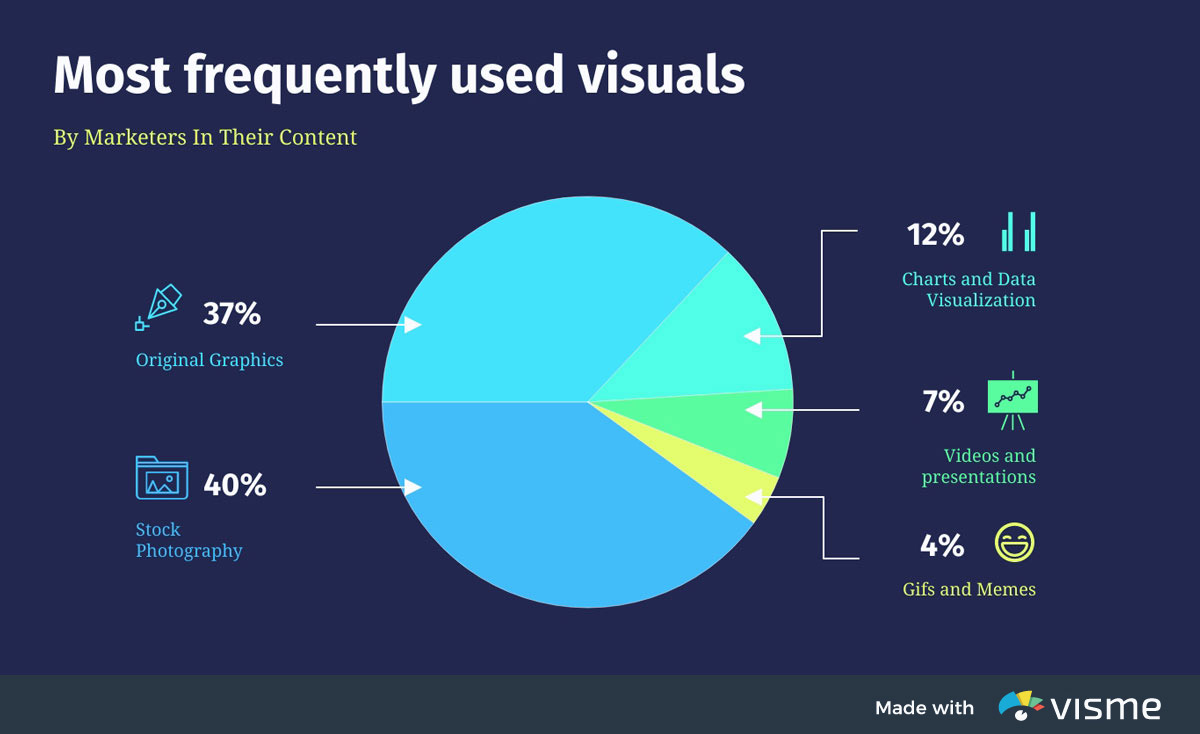 Most frequently used visuals
By Marketers In Their Content
37%
Original Graphics
40%
Stock
Photography
12%
Charts and Data
Visualization
7%
Videos and
presentations
4%
Gifs and Memes
Made with
visme